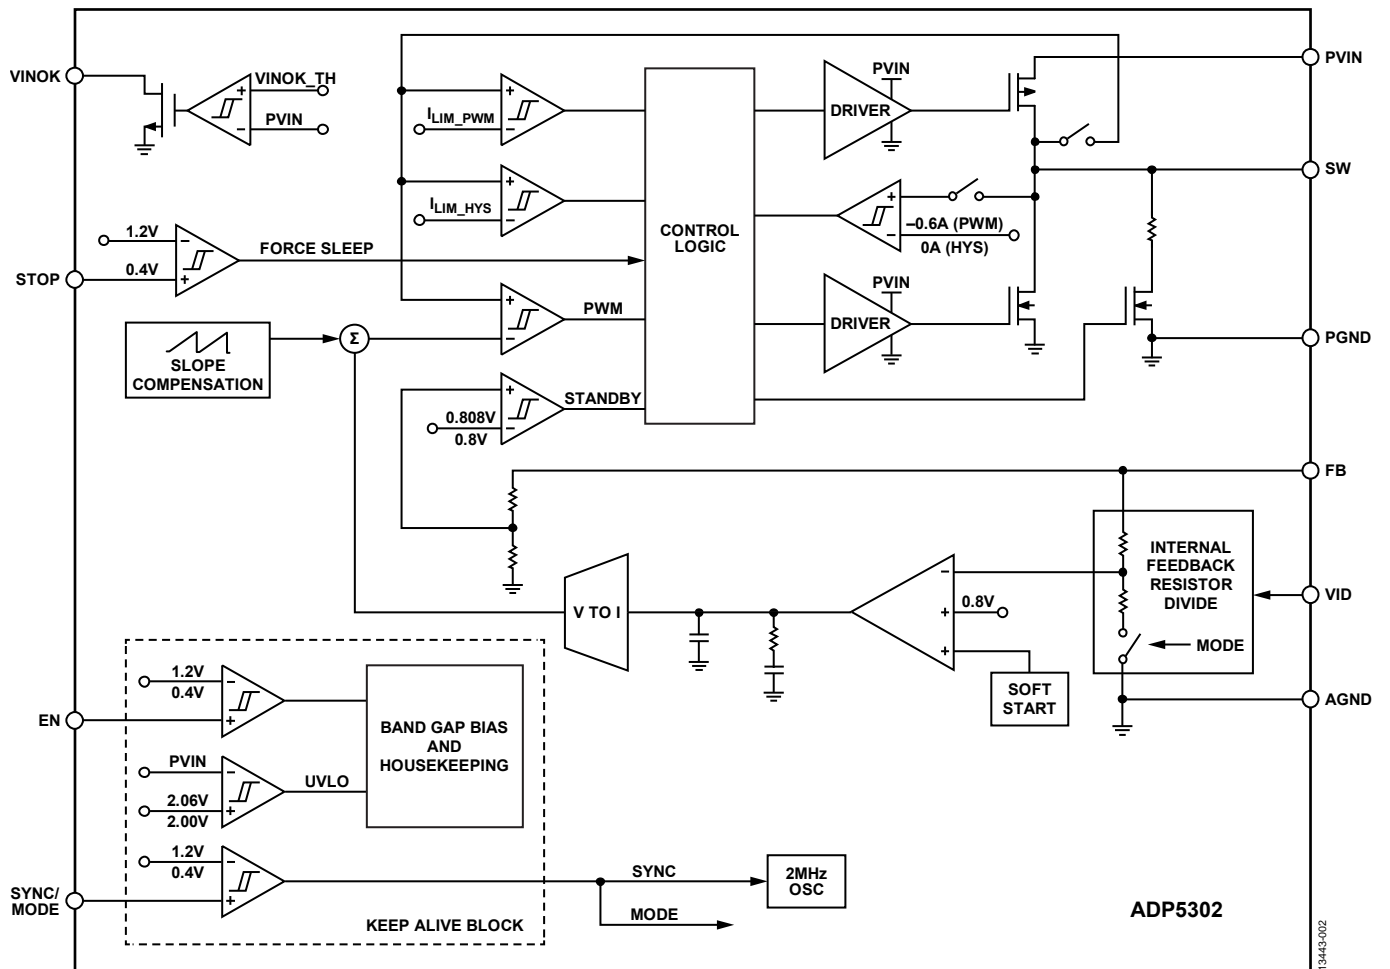 VINOK
VINOK_TH
+
−
PVIN
ILIM_PWM
+
−
ILIM_HYS
+
−
CONTROL
LOGIC
PVIN
DRIVER
PVIN
SW
+
−
–0.6A (PWM)
0A (HYS)
1.2V
−
0.4V
+
STOP
FORCE SLEEP
SLOPE
COMPENSATION
Σ
+
−
PWM
PVIN
DRIVER
PGND
+
−
0.808V
0.8V
STANDBY
FB
INTERNAL
FEEDBACK
RESISTOR
DIVIDE
VID
MODE
AGND
V TO I
−
+
0.8V
+
SOFT
START
1.2V
−
0.4V
+
EN
BAND GAP BIAS
AND
HOUSEKEEPING
PVIN
−
2.06V
+
2.00V
UVLO
1.2V
−
0.4V
+
SYNC/
MODE
KEEP ALIVE BLOCK
SYNC
MODE
2MHz
OSC
ADP5302
13443-002